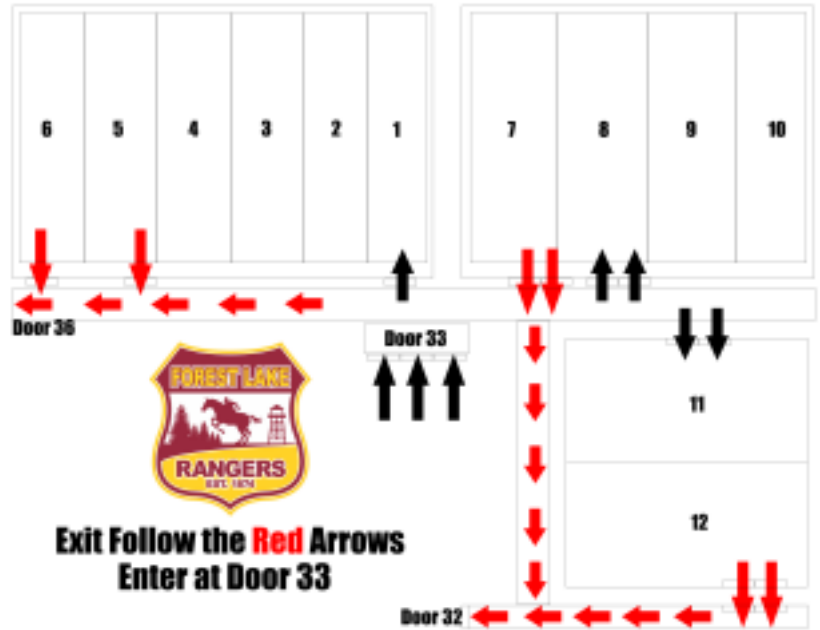 6 5 4 3 2 1 7 8 9 10
Door 36
Door 33
11
FOREST LAKE
RANGERS
EST. 1874
12
Exit Follow the Red Arrows
Enter at Door 33
Door 32